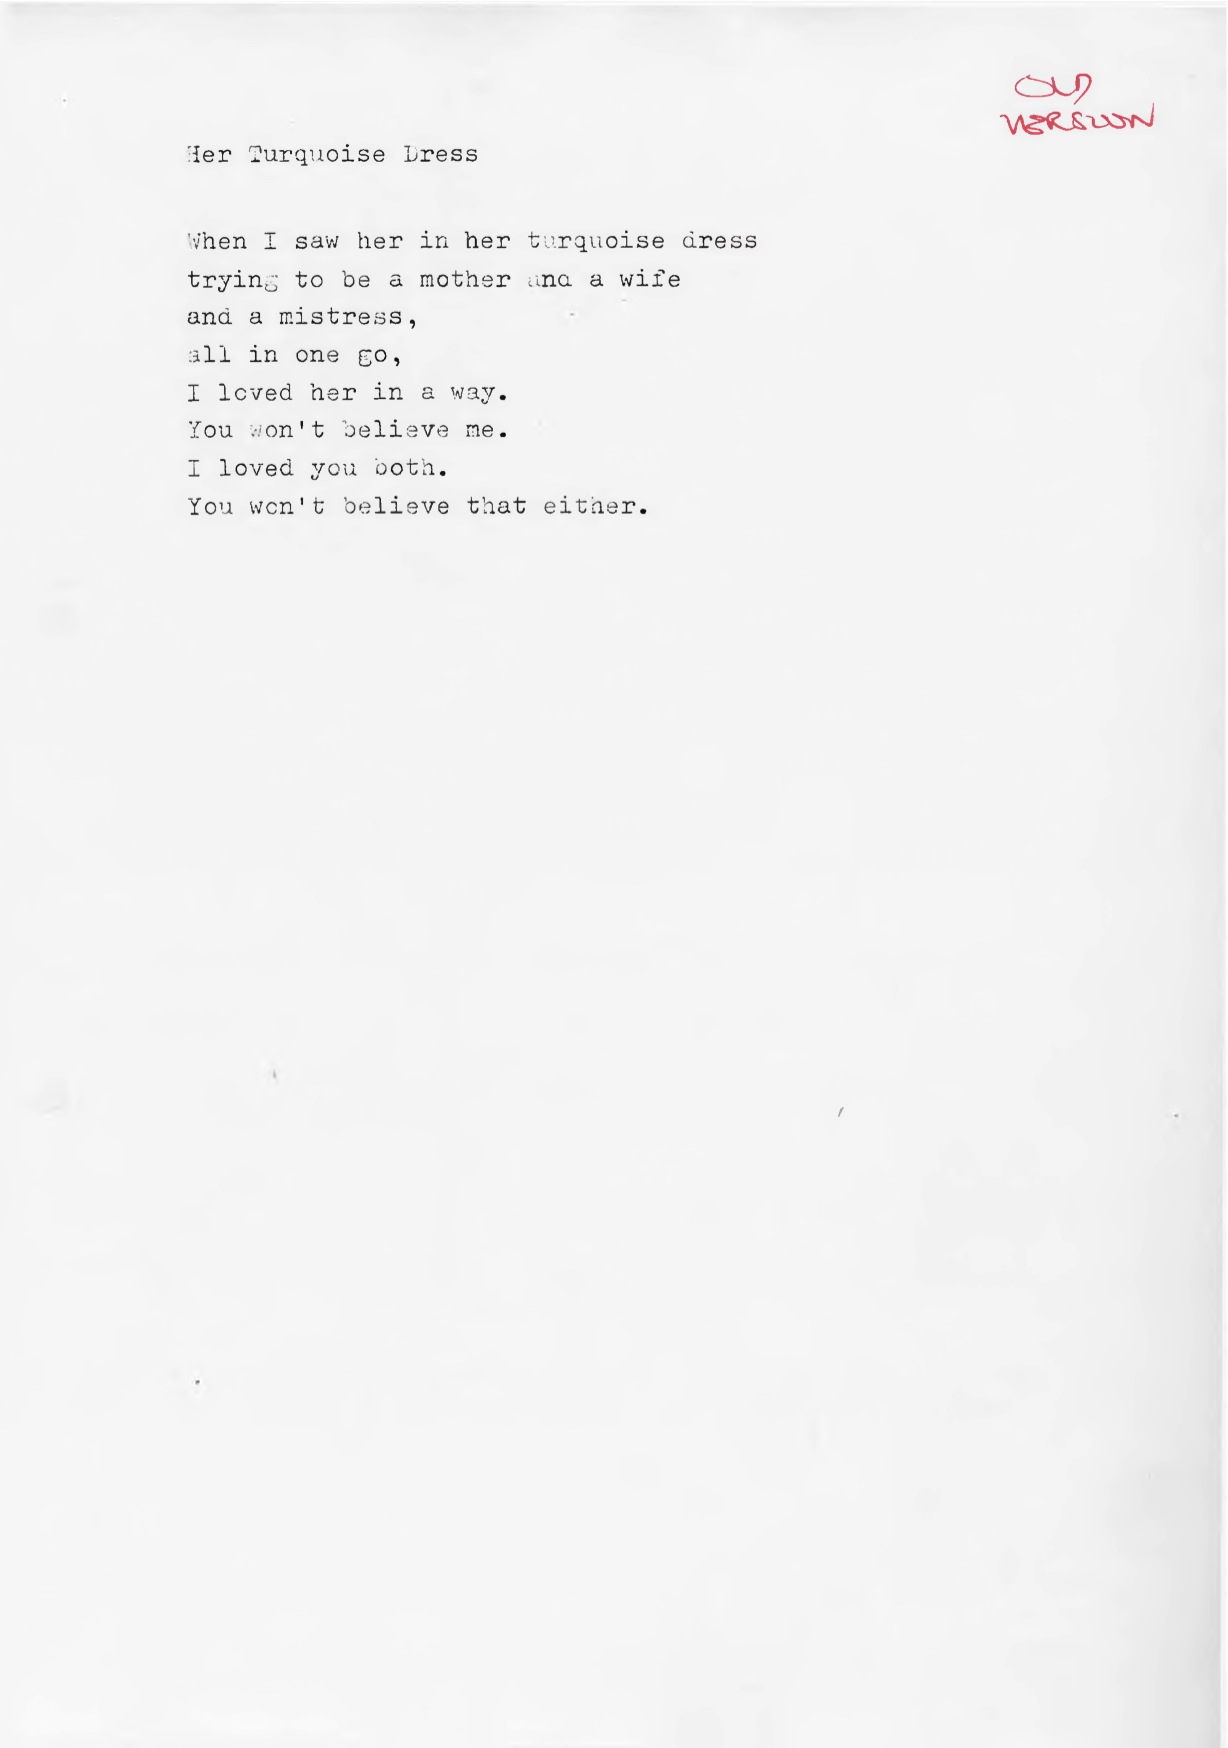 OLD
VERSION
Her Turquoise Dress
When I saw her in her turquoise dress
trying to be a mother and a wife
and a mistress,
all in one go,
I loved her in a way.
You won't believe me.
I loved you both.
You won't believe that either.